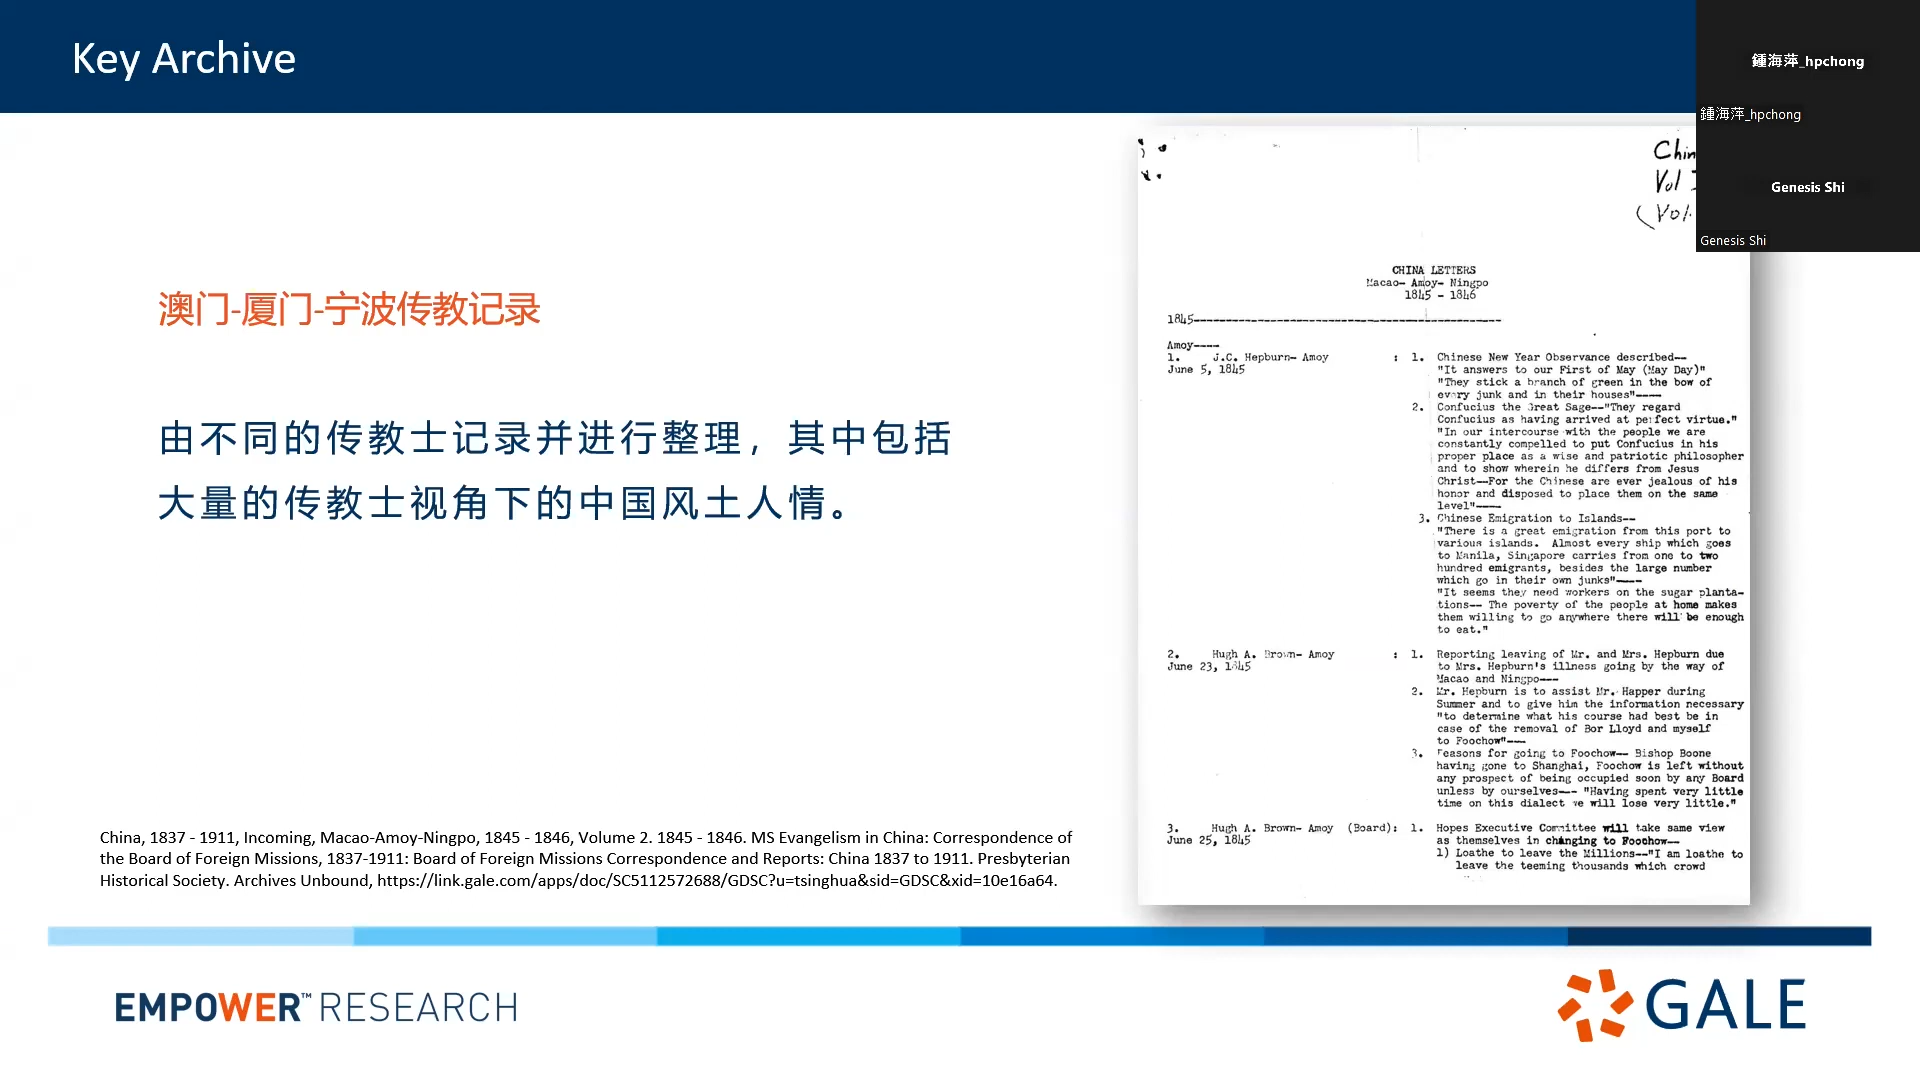 Key Archive
鍾海萍_hpchong
鍾海萍_hpchong
Genesis Shi
Genesis Shi
澳门-厦门-宁波传教记录
由不同的传教士记录并进行整理，其中包括
大量的传教士视角下的中国风土人情。
China, 1837 - 1911, Incoming, Macao-Amoy-Ningpo, 1845 - 1846, Volume 2. 1845 - 1846. MS Evangelism in China: Correspondence of
the Board of Foreign Missions, 1837-1911: Board of Foreign Missions Correspondence and Reports: China 1837 to 1911. Presbyterian
Historical Society. Archives Unbound, https://link.gale.com/apps/doc/SC5112572688/GDSC?u=tsinghua&sid=GDSC&xid=10e16a64.
Vol
(Vol.
CHINA LETTERS
Macao- Amoy- Ningpo
1845 - 1846
1845----
Amoy----
1. J.C. Hepburn- Amoy : 1. Chinese New Year Observance described--
June 5, 1845 "It answers to our First of May (May Day)"
"They stick a branch of green in the bow of
every junk and in their houses"----
2. Confucius the Great Sage--"They regard
Confucius as having arrived at perfect virtue."
"In our intercourse with the people we are
constantly compelled to put Confucius in his
proper place as a wise and patriotic philosopher
and to show wherein he differs from Jesus
Christ--For the Chinese are ever jealous of his
honor and disposed to place them on the same
level"----
3. Chinese Emigration to Islands--
"There is a great emigration from this port to
various islands. Almost every ship which goes
to Manila, Singapore carries from one to two
hundred emigrants, besides the large number
which go in their own junks"----
"It seems they need workers on the sugar planta-
tions-- The poverty of the people at home makes
them willing to go anywhere there will be enough
to eat."
2. Hugh A. Brown- Amoy : 1. Reporting leaving of Mr. and Mrs. Hepburn due
June 23, 1845 to Mrs. Hepburn's illness going by the way of
Macao and Ningpo---
2. Mr. Hepburn is to assist Mr. Happer during
Summer and to give him the information necessary
"to determine what his course had best be in
case of the removal of Bor Lloyd and myself
to Foochow"---
3. Reasons for going to Foochow-- Bishop Boone
having gone to Shanghai, Foochow is left without
any prospect of being occupied soon by any Board
unless by ourselves--- "Having spent very little
time on this dialect we will lose very little."
3. Hugh A. Brown- Amoy (Board): 1. Hopes Executive Committee will take same view
June 25, 1845 as themselves in changing to Foochow--
1) Loathe to leave the Millions--"I am loathe to
leave the teeming thousands which crowd
EMPOWER™ RESEARCH
GALE